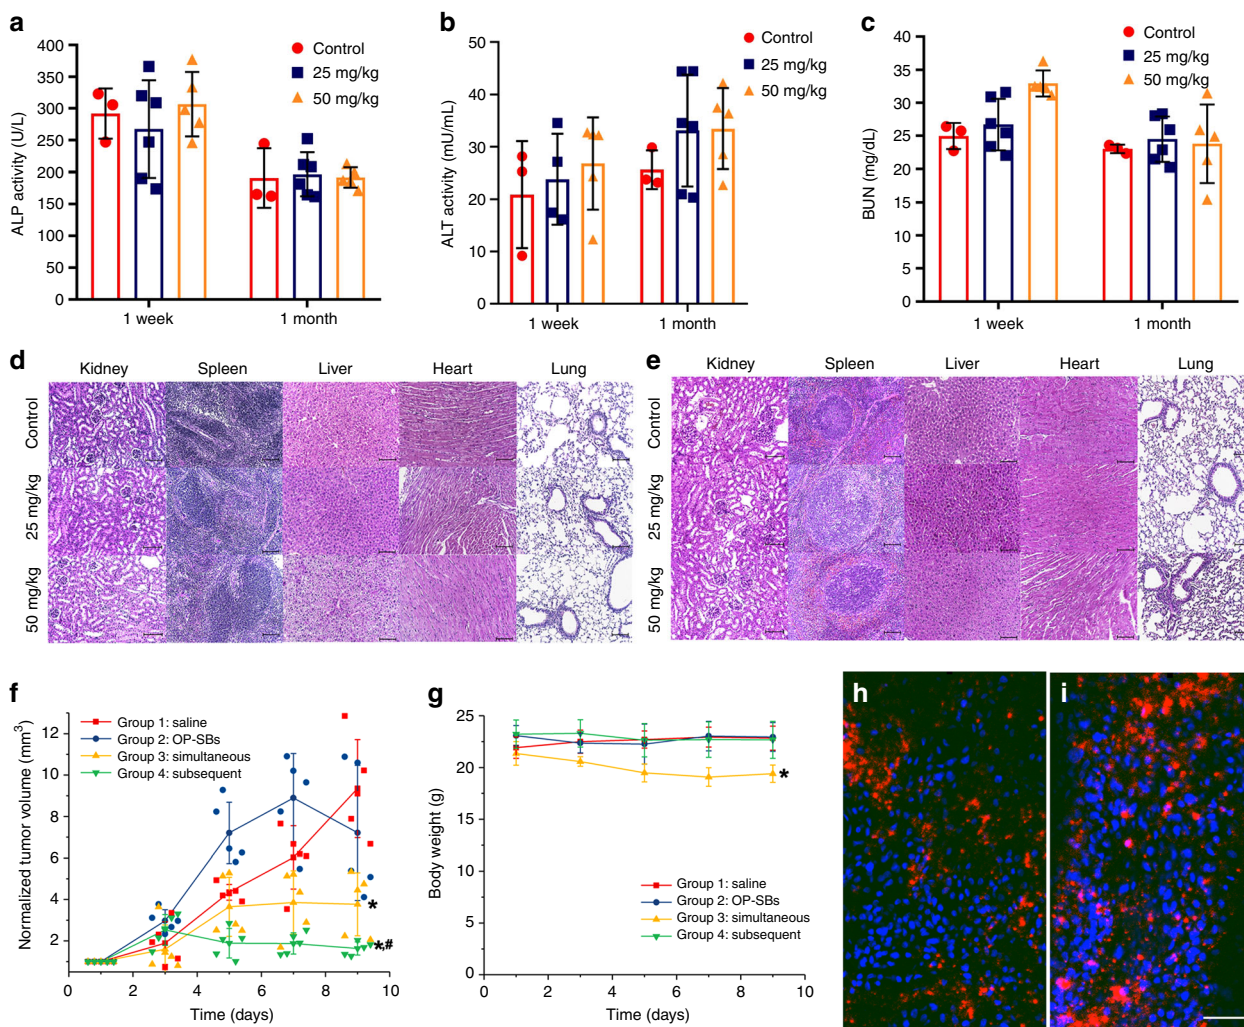 a
ALP activity (U/L)
400
350
300
250
200
150
100
50
0
1 week
1 month
Control
25 mg/kg
50 mg/kg
b
ALT activity (mU/mL)
50
40
30
20
10
0
1 week
1 month
Control
25 mg/kg
50 mg/kg
c
BUN (mg/dL)
40
35
30
25
20
15
10
5
0
1 week
1 month
Control
25 mg/kg
50 mg/kg
d
Kidney Spleen Liver Heart Lung
Control
25 mg/kg
50 mg/kg
e
Kidney Spleen Liver Heart Lung
Control
25 mg/kg
50 mg/kg
f
Normalized tumor volume (mm³)
12
10
8
6
4
2
0 2 4 6 8 10
Time (days)
Group 1: saline
Group 2: OP-SBs
Group 3: simultaneous
Group 4: subsequent
*
*,#
g
Body weight (g)
25
20
15
10
5
0
0 2 4 6 8 10
Time (days)
*
Group 1: saline
Group 2: OP-SBs
Group 3: simultaneous
Group 4: subsequent
h
i